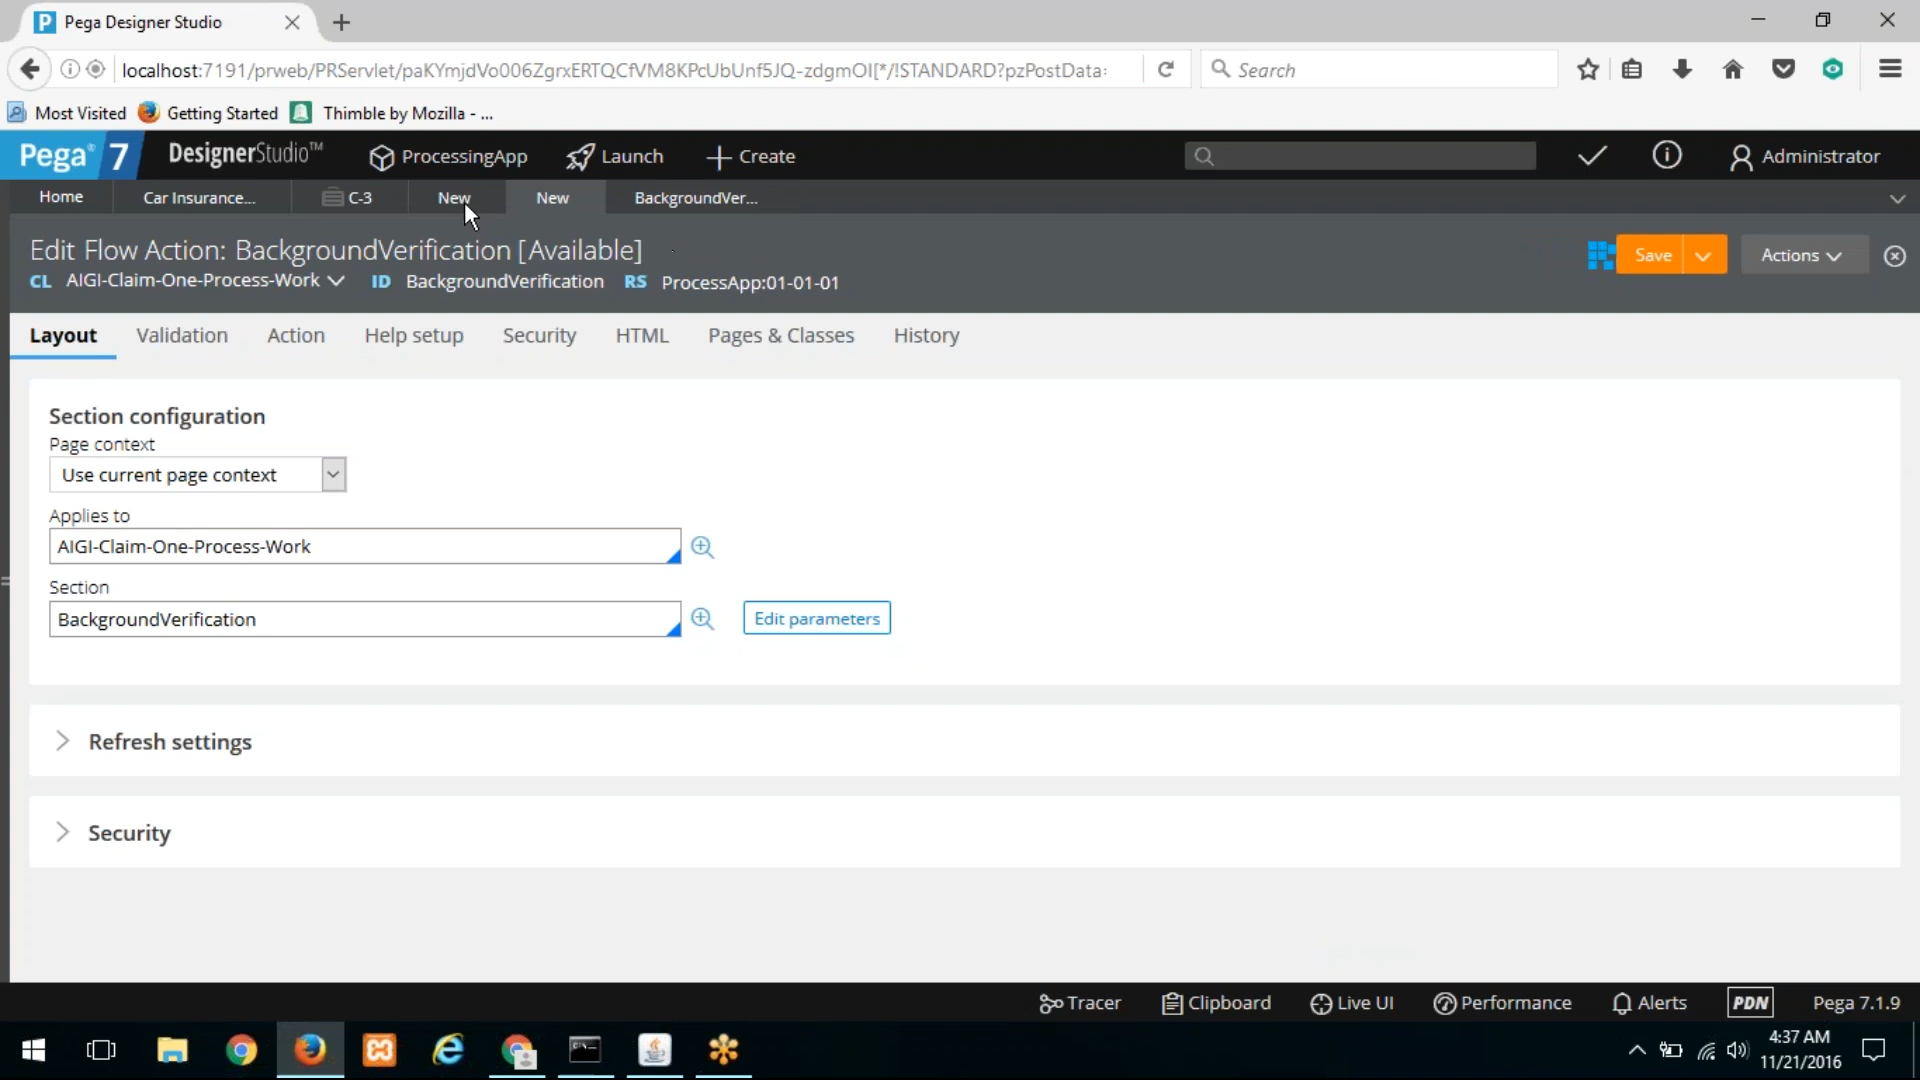 Pega Designer Studio
localhost:7191/prweb/PRServlet/paKYmjdVo006ZgrxERTQCfVM8KPcUbUnf5JQ-zdgmOI[*/!STANDARD?pzPostData:
Search
Most Visited Getting Started Thimble by Mozilla - ...
Pega® 7 DesignerStudio™ ProcessingApp Launch Create Administrator
Home Car Insurance... C-3 New New BackgroundVer...
Edit Flow Action: BackgroundVerification [Available]
Save Actions
CL AIGI-Claim-One-Process-Work ID BackgroundVerification RS ProcessApp:01-01-01
Layout Validation Action Help setup Security HTML Pages & Classes History
Section configuration
Page context
Use current page context
Applies to
AIGI-Claim-One-Process-Work
Section
BackgroundVerification
Edit parameters
Refresh settings
Security
Tracer Clipboard Live UI Performance Alerts PDN Pega 7.1.9
4:37 AM
11/21/2016